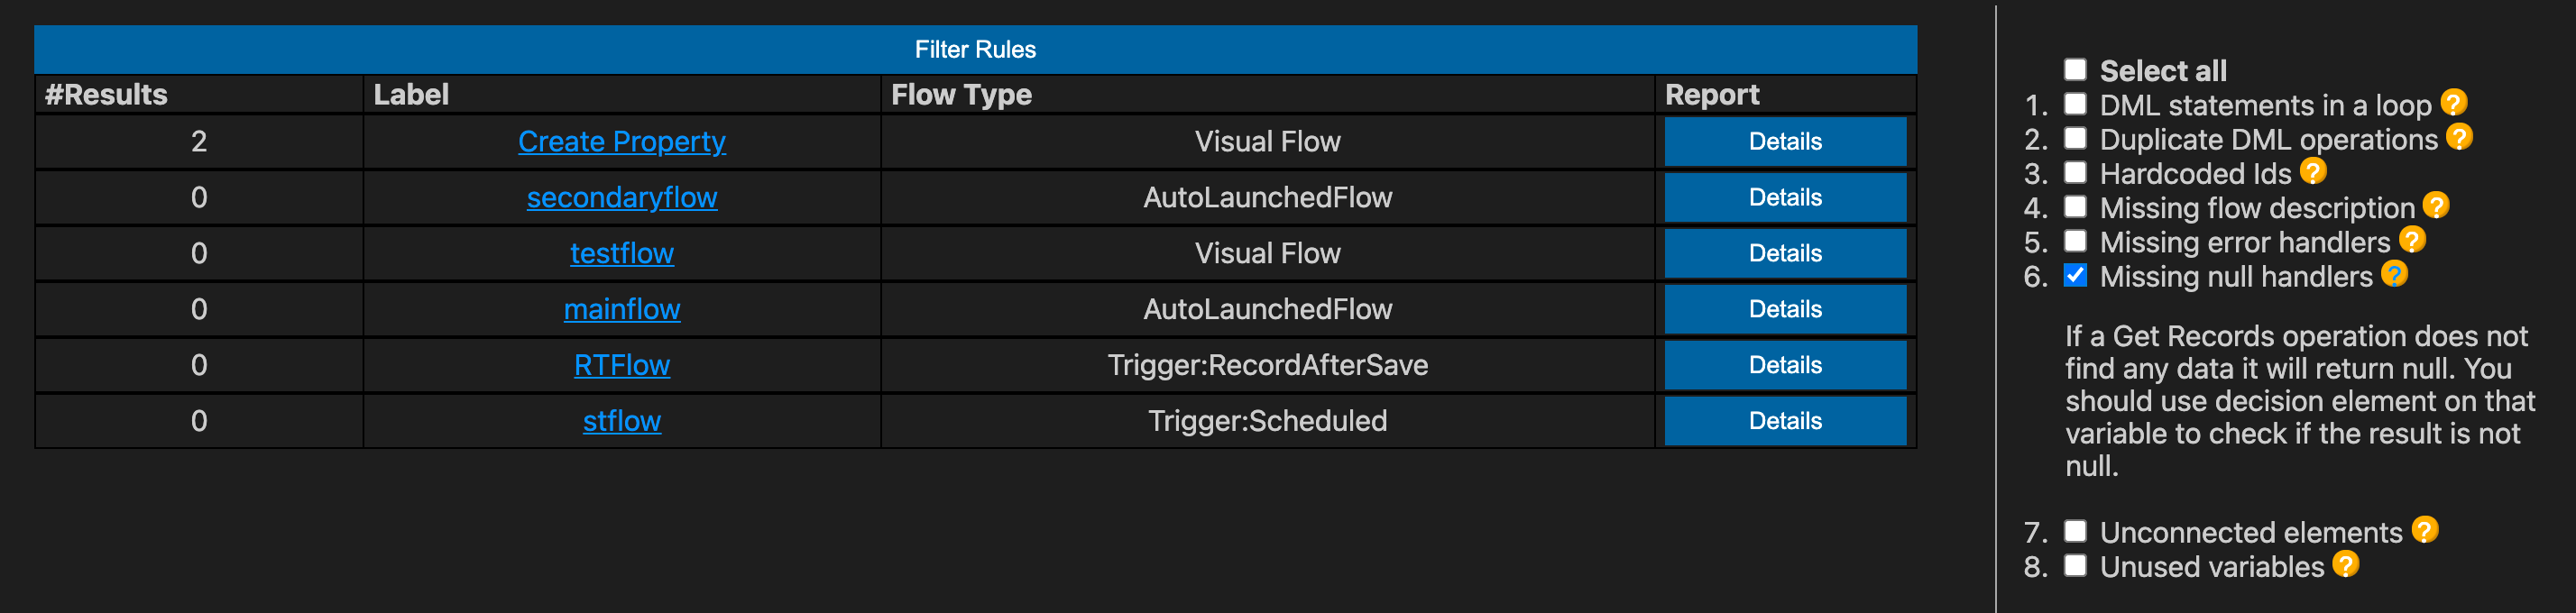 Filter Rules
#Results Label Flow Type Report
2 Create Property Visual Flow Details
0 secondaryflow AutoLaunchedFlow Details
0 testflow Visual Flow Details
0 mainflow AutoLaunchedFlow Details
0 RTFlow Trigger:RecordAfterSave Details
0 stflow Trigger:Scheduled Details
Select all
1. DML statements in a loop ?
2. Duplicate DML operations ?
3. Hardcoded Ids ?
4. Missing flow description ?
5. Missing error handlers ?
6. Missing null handlers ?
If a Get Records operation does not
find any data it will return null. You
should use decision element on that
variable to check if the result is not
null.
7. Unconnected elements ?
8. Unused variables ?